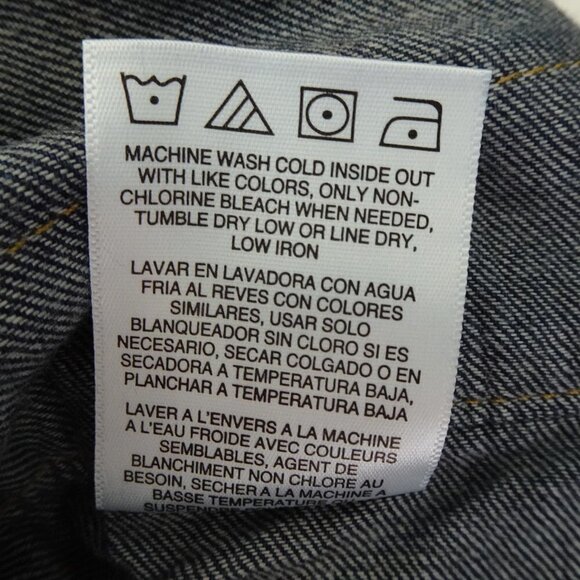 MACHINE WASH COLD INSIDE OUT
WITH LIKE COLORS, ONLY NON-
CHLORINE BLEACH WHEN NEEDED,
TUMBLE DRY LOW OR LINE DRY,
LOW IRON
LAVAR EN LAVADORA CON AGUA
FRIA AL REVES CON COLORES
SIMILARES, USAR SOLO
BLANQUEADOR SIN CLORO SI ES
NECESARIO, SECAR COLGADO O EN
SECADORA A TEMPERATURA BAJA,
PLANCHAR A TEMPERATURA BAJA
LAVER A L'ENVERS A LA MACHINE
A L'EAU FROIDE AVEC COULEURS
SEMBLABLES, AGENT DE
BLANCHIMENT NON CHLORE AU
BESOIN, SECHER A LA MACHINE A
BASSE TEMPERATURE